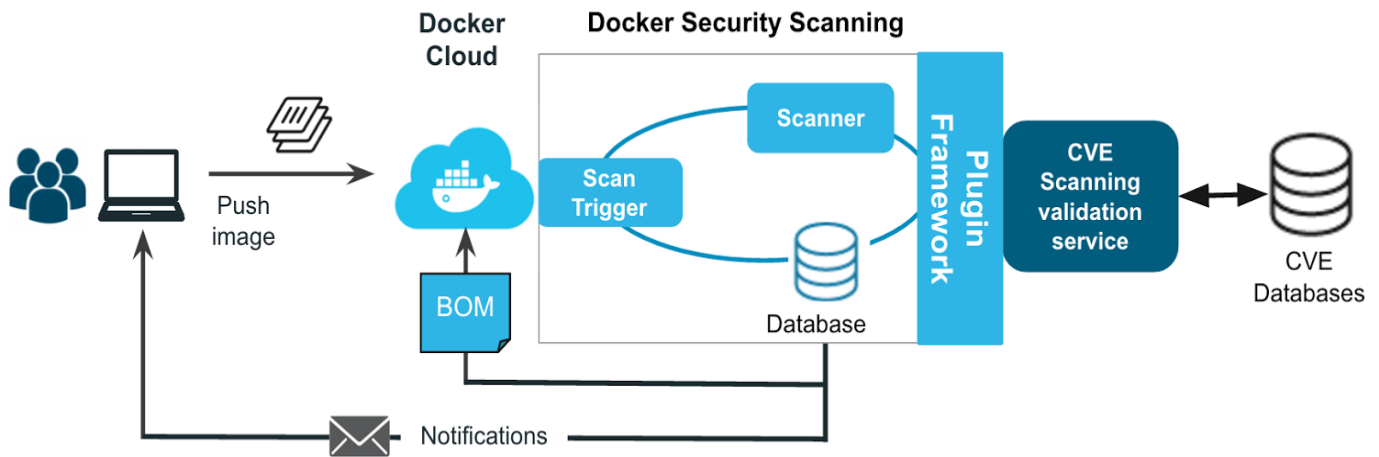 Docker
Cloud
Docker Security Scanning
Push
image
Scan
Trigger
Scanner
Database
Plugin
Framework
CVE
Scanning
validation
service
CVE
Databases
BOM
Notifications